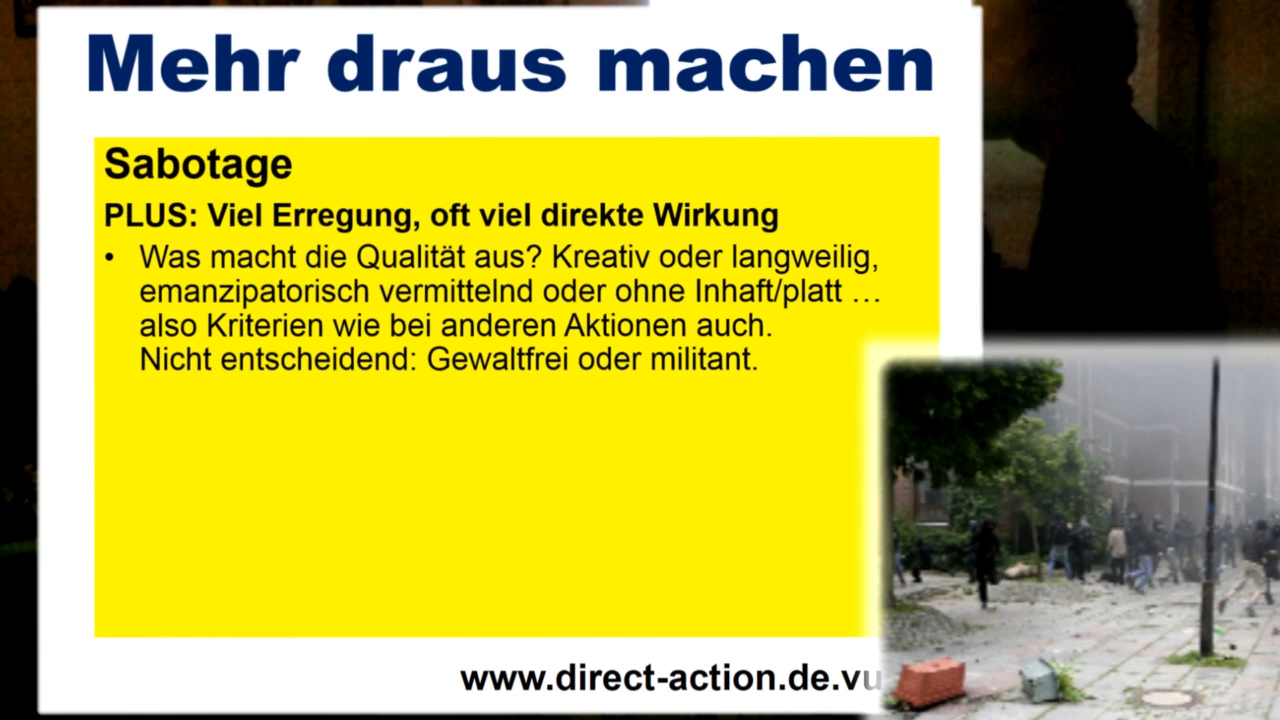 Mehr draus machen
Sabotage
PLUS: Viel Erregung, oft viel direkte Wirkung
• Was macht die Qualität aus? Kreativ oder langweilig,
emanzipatorisch vermittelnd oder ohne Inhaft/platt …
also Kriterien wie bei anderen Aktionen auch.
Nicht entscheidend: Gewaltfrei oder militant.
www.direct-action.de.vu